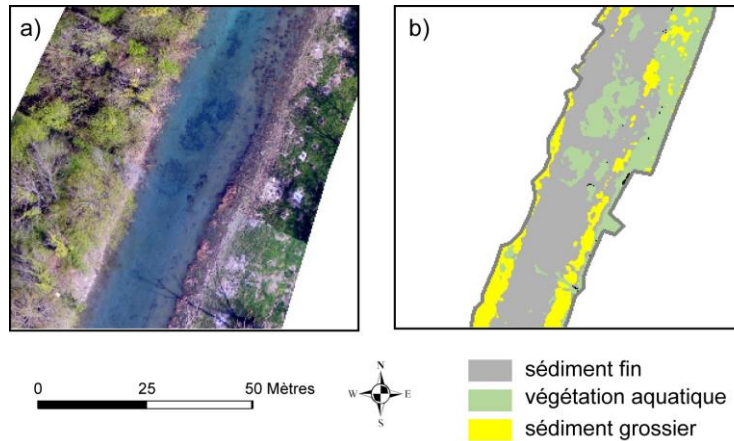 a)
b)
0 25 50 Mètres
N
W E
S
sédiment fin
végétation aquatique
sédiment grossier